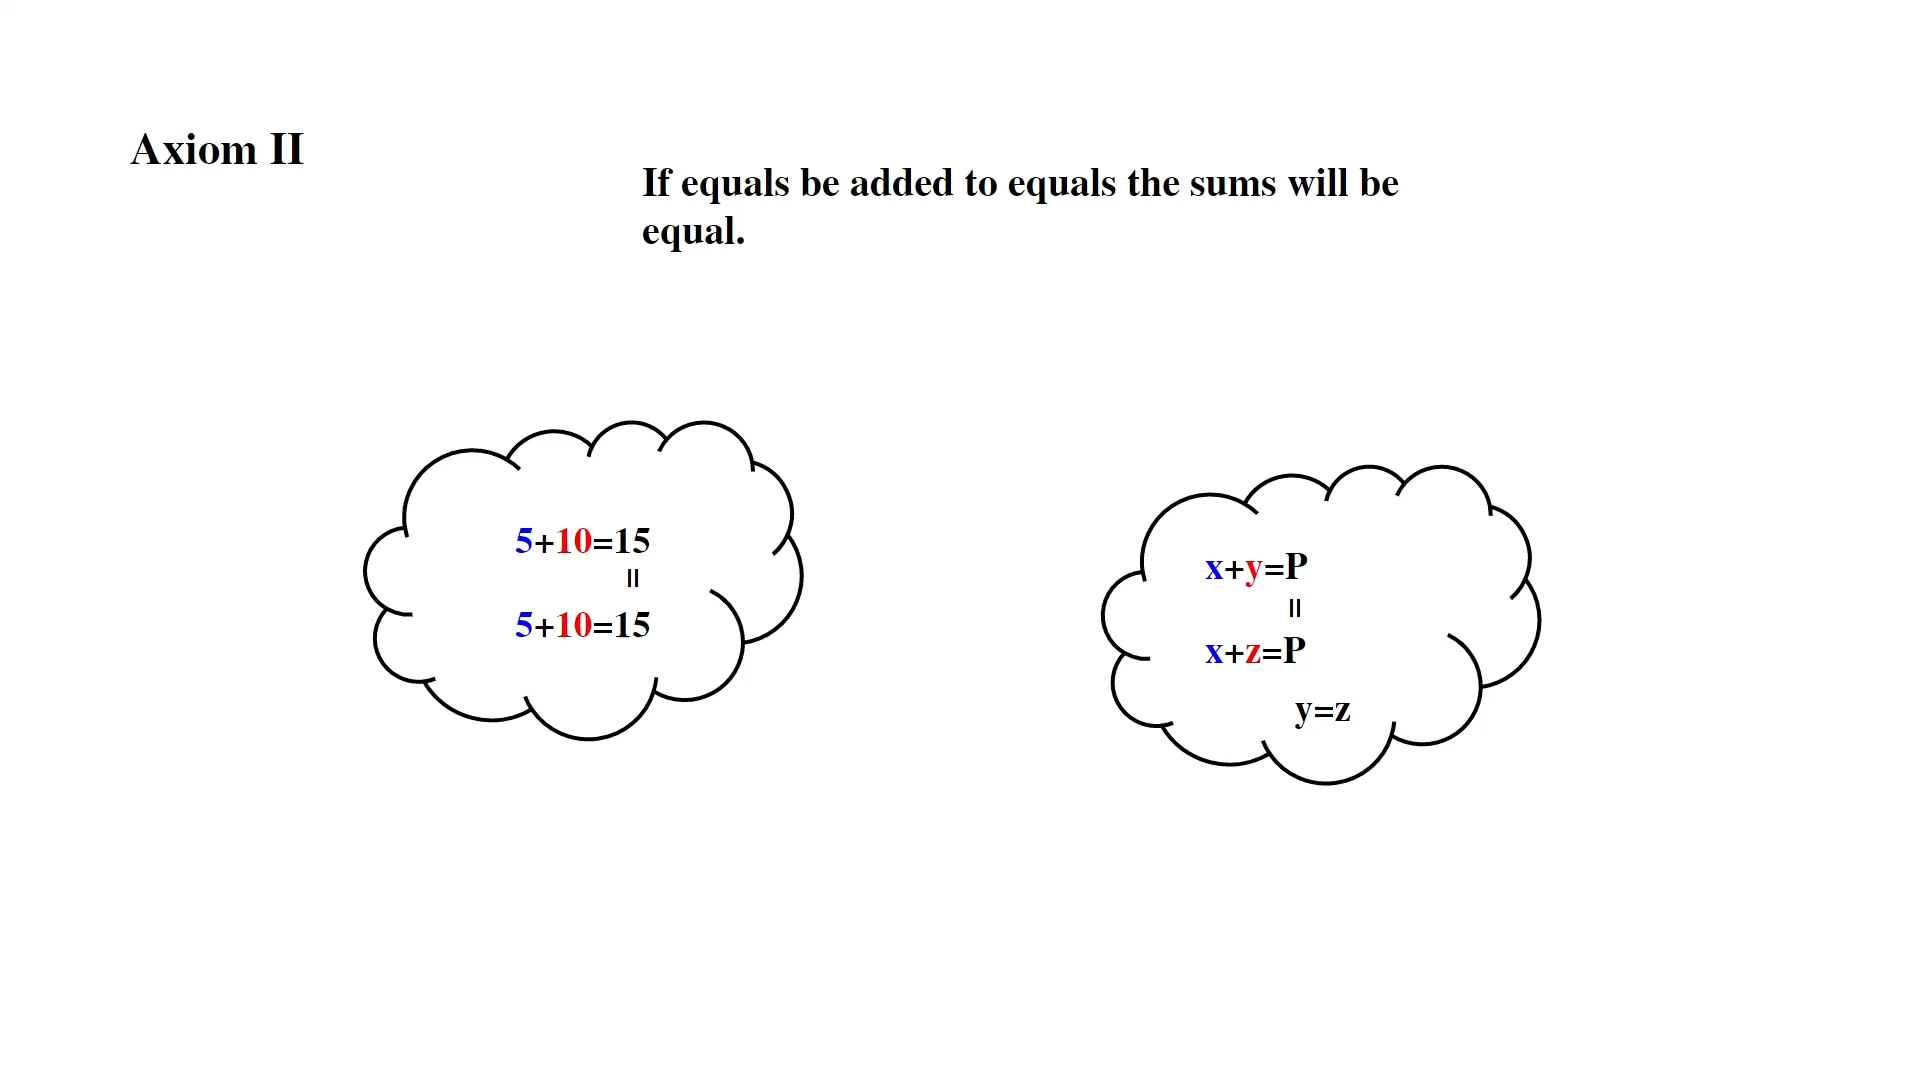 Axiom II
If equals be added to equals the sums will be
equal.
5+10=15
=
5+10=15
x+y=P
=
x+z=P
y=z